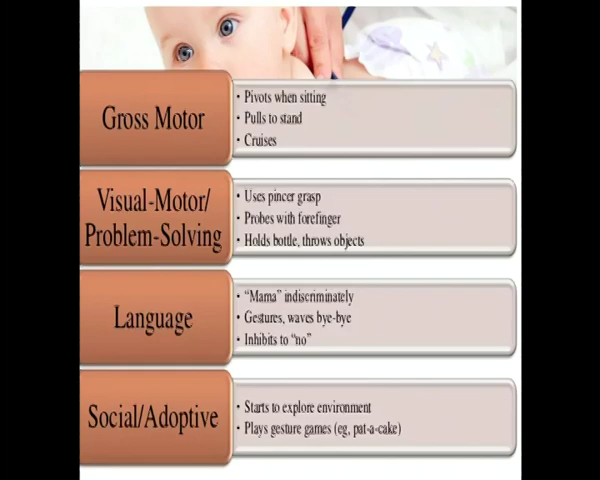 Gross Motor
• Pivots when sitting
• Pulls to stand
• Cruises
Visual-Motor/
Problem-Solving
• Uses pincer grasp
• Probes with forefinger
• Holds bottle, throws objects
Language
• “Mama” indiscriminately
• Gestures, waves bye-bye
• Inhibits to “no”
Social/Adoptive
• Starts to explore environment
• Plays gesture games (eg, pat-a-cake)